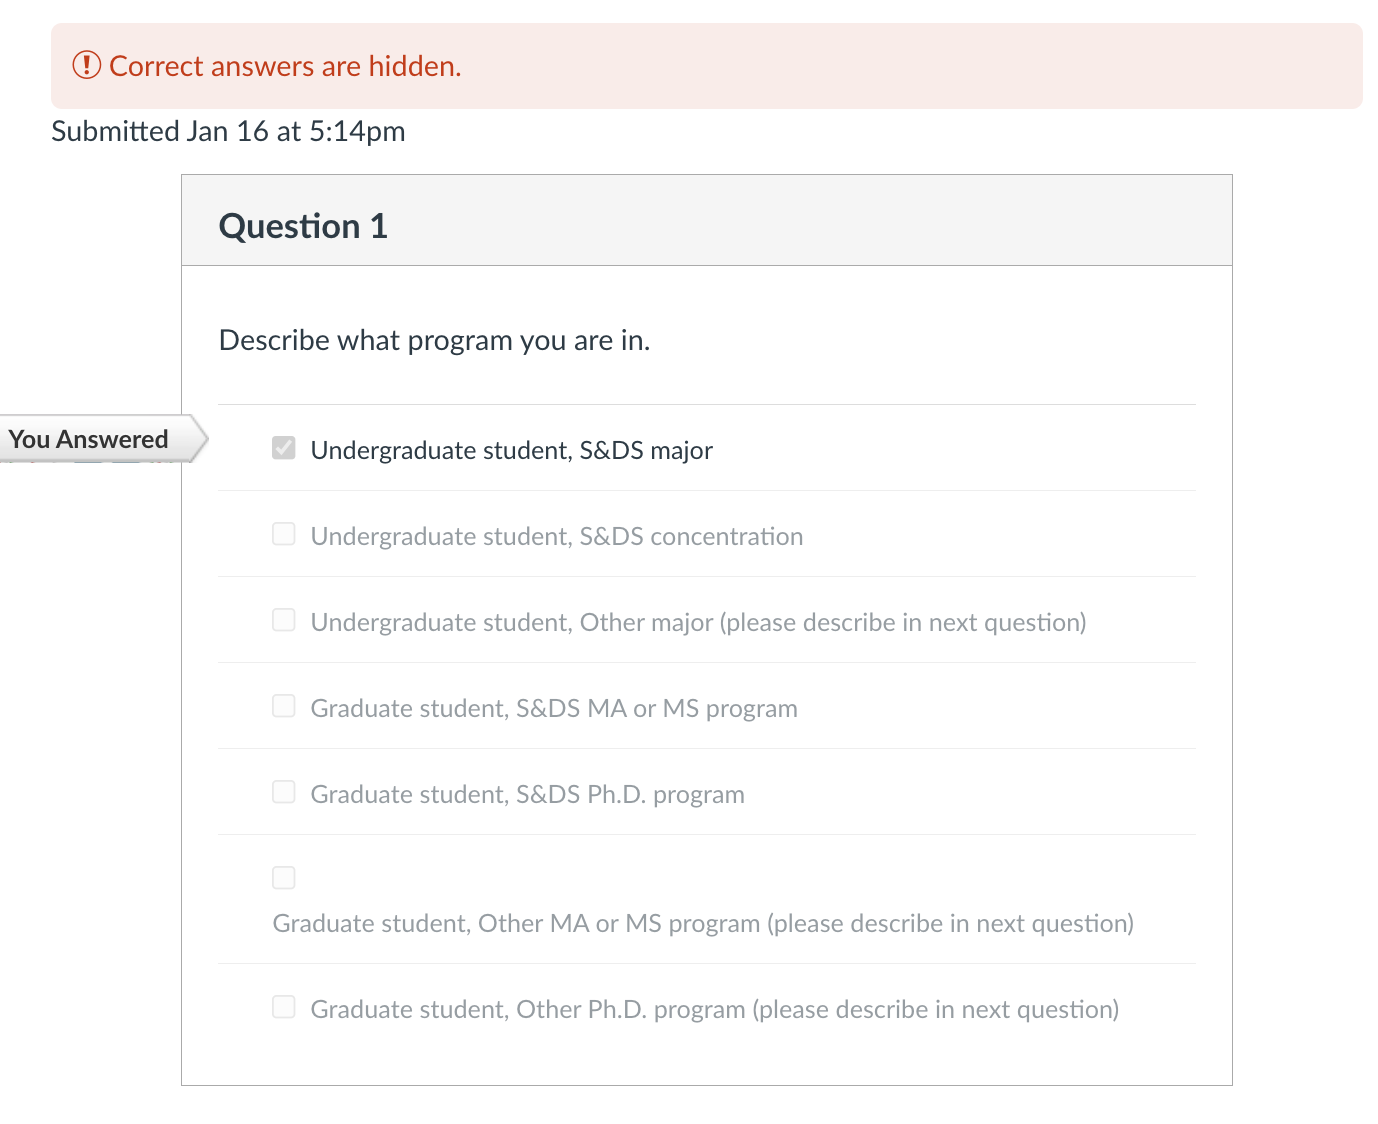 Correct answers are hidden.
Submitted Jan 16 at 5:14pm
Question 1
Describe what program you are in.
You Answered
Undergraduate student, S&DS major
Undergraduate student, S&DS concentration
Undergraduate student, Other major (please describe in next question)
Graduate student, S&DS MA or MS program
Graduate student, S&DS Ph.D. program
Graduate student, Other MA or MS program (please describe in next question)
Graduate student, Other Ph.D. program (please describe in next question)